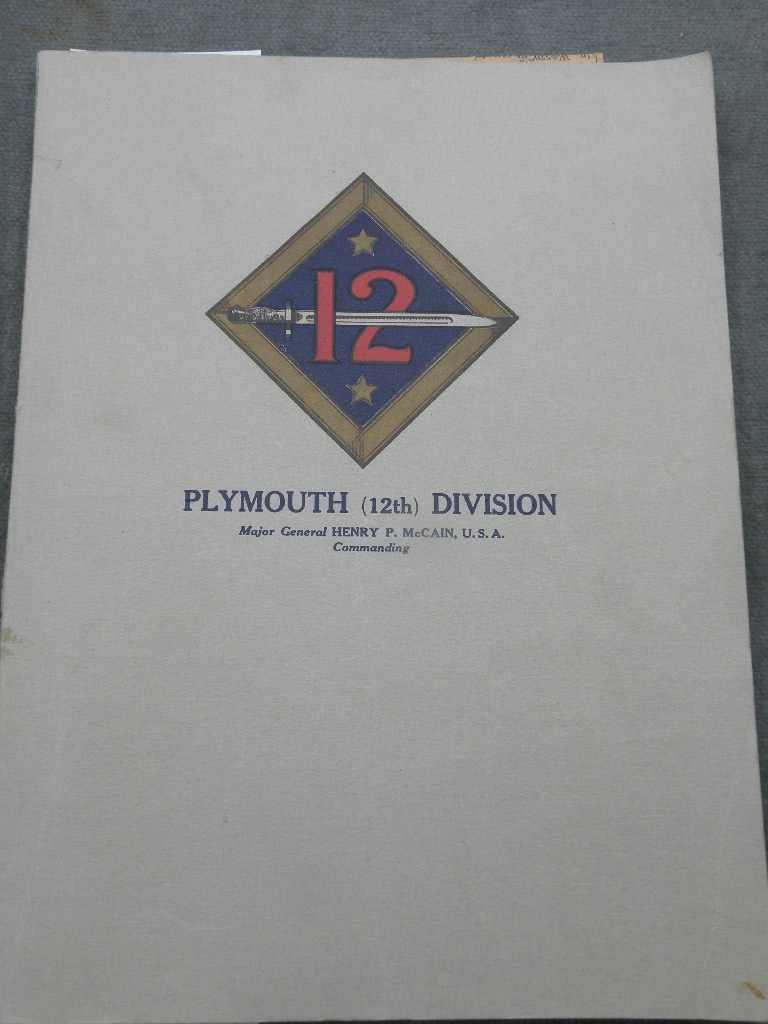 12
PLYMOUTH (12th) DIVISION
Major General HENRY P. McCAIN, U. S. A.
Commanding